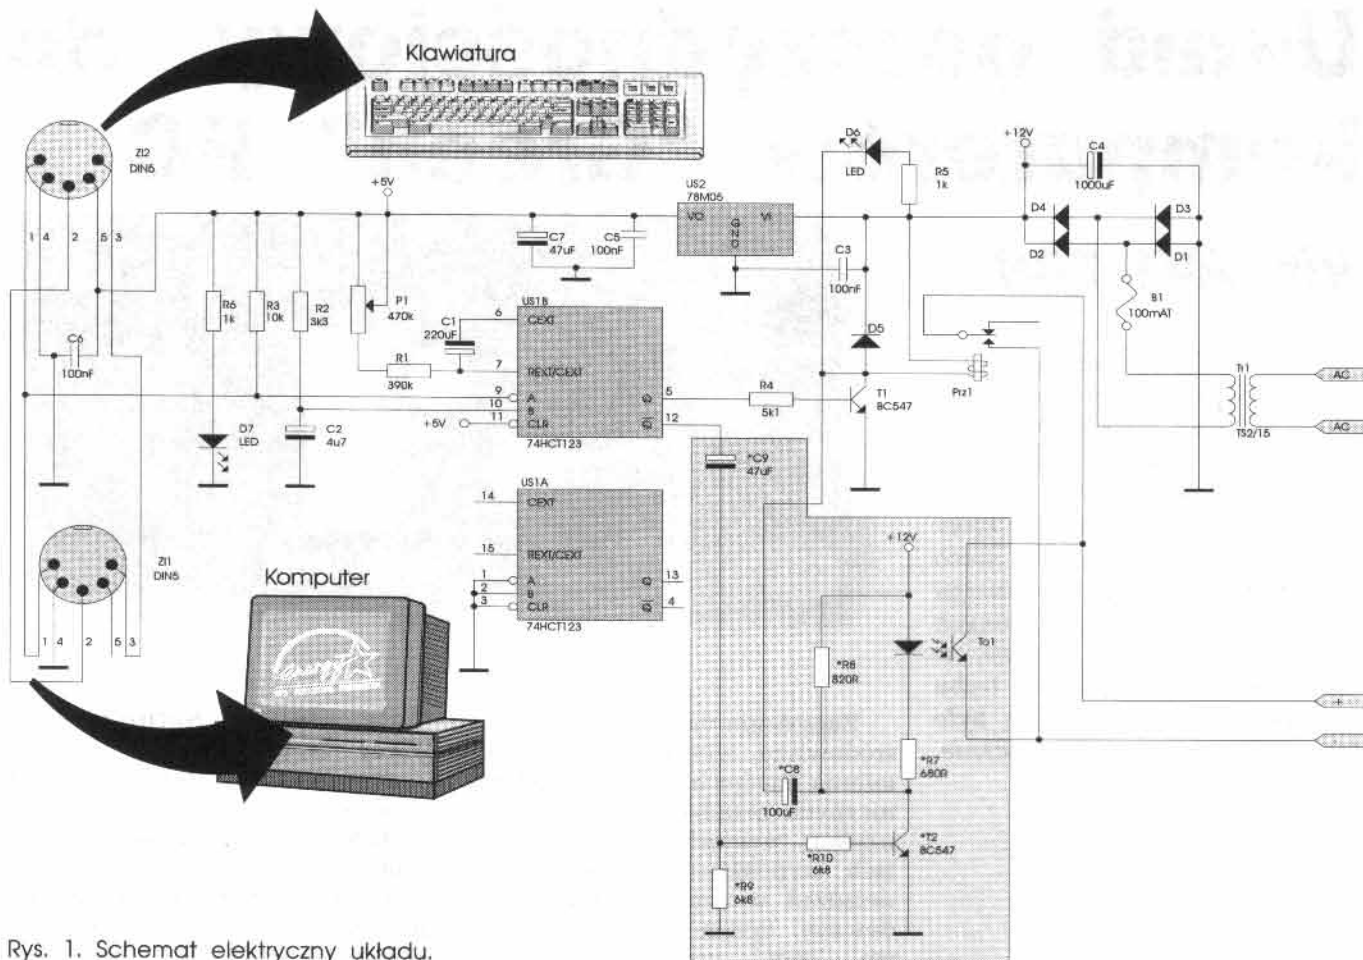 Klawiatura
ZI2
DIN5
1 4 2 5 3
+5V
US2
78M05
VO
GND
VI
D6
LED
R5
1k
+12V
C4
1000uF
D4
D3
D2
D1
B1
100mAT
C7
47uF
C5
100nF
C3
100nF
R6
1k
R3
10k
R2
3k3
P1
470k
C1
220uF
R1
390k
US1B
6
CEXT
7
REXT/CEXT
9
A
10
B
11
CLR
+5V
Q
5
Q
12
74HCT123
R4
5k1
D5
T1
BC547
Prz1
Tr1
TS2/15
AC
AC
C6
100nF
D7
LED
C2
4u7
*C9
47uF
US1A
14
CEXT
15
REXT/CEXT
1
A
2
B
3
CLR
Q
13
Q
4
74HCT123
ZI1
DIN5
1 4 2 5 3
Komputer
+12V
*R8
820R
To1
*R7
680R
*C8
100uF
*T2
BC547
*R10
6k8
*R9
6k8
+
-
Rys. 1. Schemat elektryczny układu.